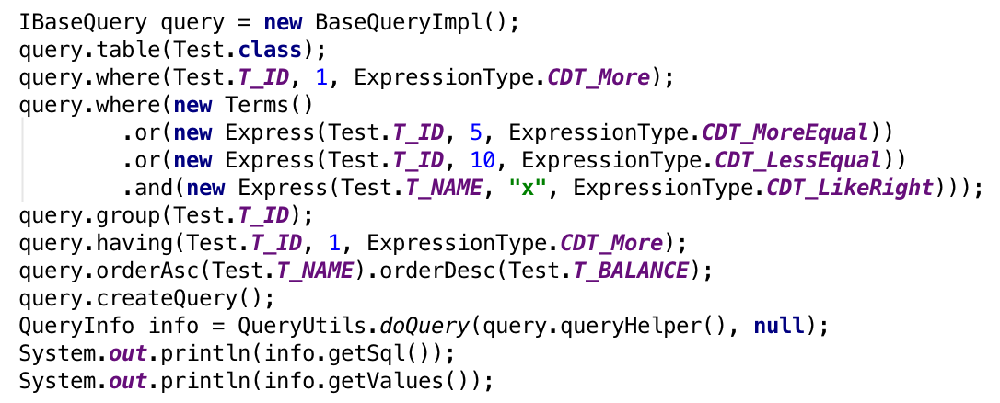 IBaseQuery query = new BaseQueryImpl();
query.table(Test.class);
query.where(Test.T_ID, 1, ExpressionType.CDT_More);
query.where(new Terms()
        .or(new Express(Test.T_ID, 5, ExpressionType.CDT_MoreEqual))
        .or(new Express(Test.T_ID, 10, ExpressionType.CDT_LessEqual))
        .and(new Express(Test.T_NAME, "x", ExpressionType.CDT_LikeRight)));
query.group(Test.T_ID);
query.having(Test.T_ID, 1, ExpressionType.CDT_More);
query.orderAsc(Test.T_NAME).orderDesc(Test.T_BALANCE);
query.createQuery();
QueryInfo info = QueryUtils.doQuery(query.queryHelper(), null);
System.out.println(info.getSql());
System.out.println(info.getValues());